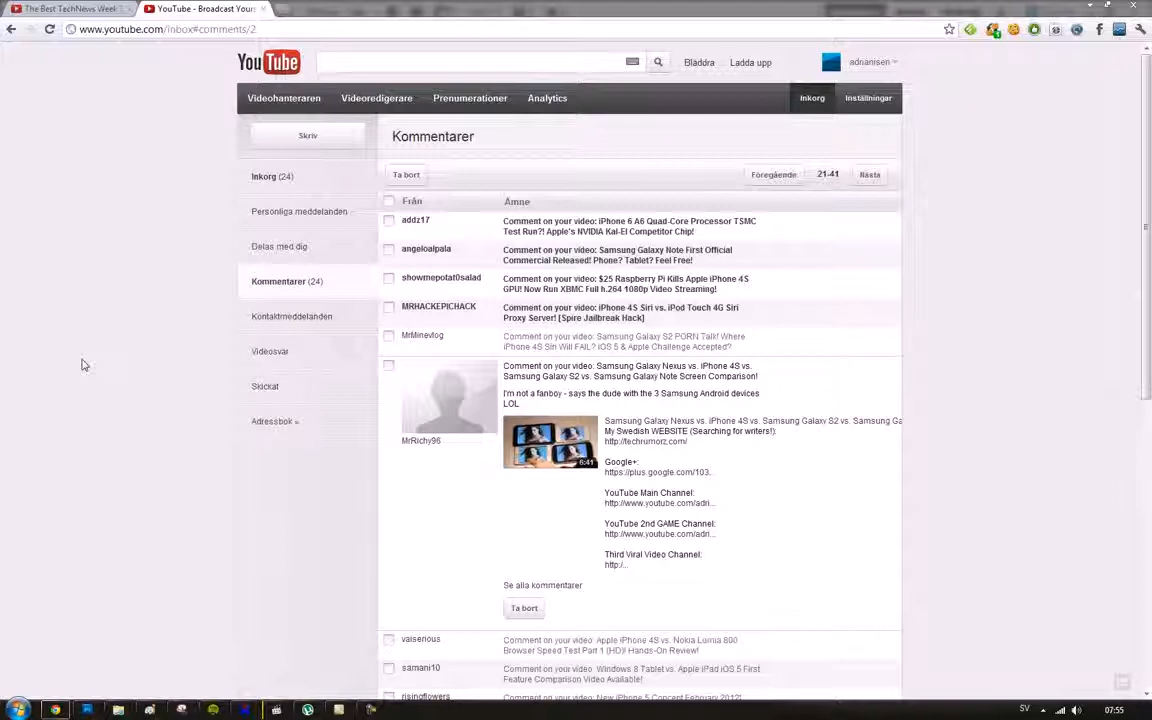 The Best TechNews Week
YouTube - Broadcast Yours
www.youtube.com/inbox#comments/2
YouTube
Bläddra
Ladda upp
adnanisen
Videohanteraren
Videoredigerare
Prenumerationer
Analytics
Inkorg
Inställningar
Skriv
Kommentarer
Inkorg (24)
Ta bort
Föregående
21-41
Nästa
Från
Ämne
Personliga meddelanden
addz17
Comment on your video: iPhone 6 A6 Quad-Core Processor TSMC
Test Run?! Apple's NVIDIA Kal-El Competitor Chip!
Delas med dig
angeloalpala
Comment on your video: Samsung Galaxy Note First Official
Commercial Released! Phone? Tablet? Feel Free!
Kommentarer (24)
showmepotat0salad
Comment on your video: $25 Raspberry Pi Kills Apple iPhone 4S
GPU! Now Run XBMC Full h.264 1080p Video Streaming!
Kontaktmeddelanden
MRHACKEPICHACK
Comment on your video: iPhone 4S Siri vs. iPod Touch 4G Siri
Proxy Server! [Spire Jailbreak Hack]
Videosvar
MrMinevlog
Comment on your video: Samsung Galaxy S2 PORN Talk! Where
iPhone 4S Siri Will FAIL? iOS 5 & Apple Challenge Accepted?
Skickat
Adressbok »
MrRichy96
Comment on your video: Samsung Galaxy Nexus vs. iPhone 4S vs.
Samsung Galaxy S2 vs. Samsung Galaxy Note Screen Comparison!
I'm not a fanboy - says the dude with the 3 Samsung Android devices
LOL
6:41
Samsung Galaxy Nexus vs. iPhone 4S vs. Samsung Galaxy S2 vs. Samsung Ga
My Swedish WEBSITE (Searching for writers!):
http://techrumorz.com/
Google+:
https://plus.google.com/103...
YouTube Main Channel:
http://www.youtube.com/adri...
YouTube 2nd GAME Channel:
http://www.youtube.com/adri...
Third Viral Video Channel:
http:/...
Se alla kommentarer
Ta bort
vaiserious
Comment on your video: Apple iPhone 4S vs. Nokia Lumia 800
Browser Speed Test Part 1 (HD)! Hands-On Review!
samani10
Comment on your video: Windows 8 Tablet vs. Apple iPad iOS 5 First
Feature Comparison Video Available!
risingflowers
Comment on your video: New iPhone 5 Concept February 2012!
SV
07:55